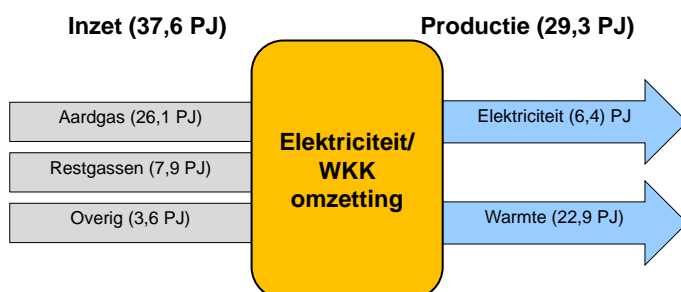 Inzet (37,6 PJ)
Productie (29,3 PJ)
Aardgas (26,1 PJ)
Restgassen (7,9 PJ)
Overig (3,6 PJ)
Elektriciteit/
WKK
omzetting
Elektriciteit (6,4) PJ
Warmte (22,9 PJ)